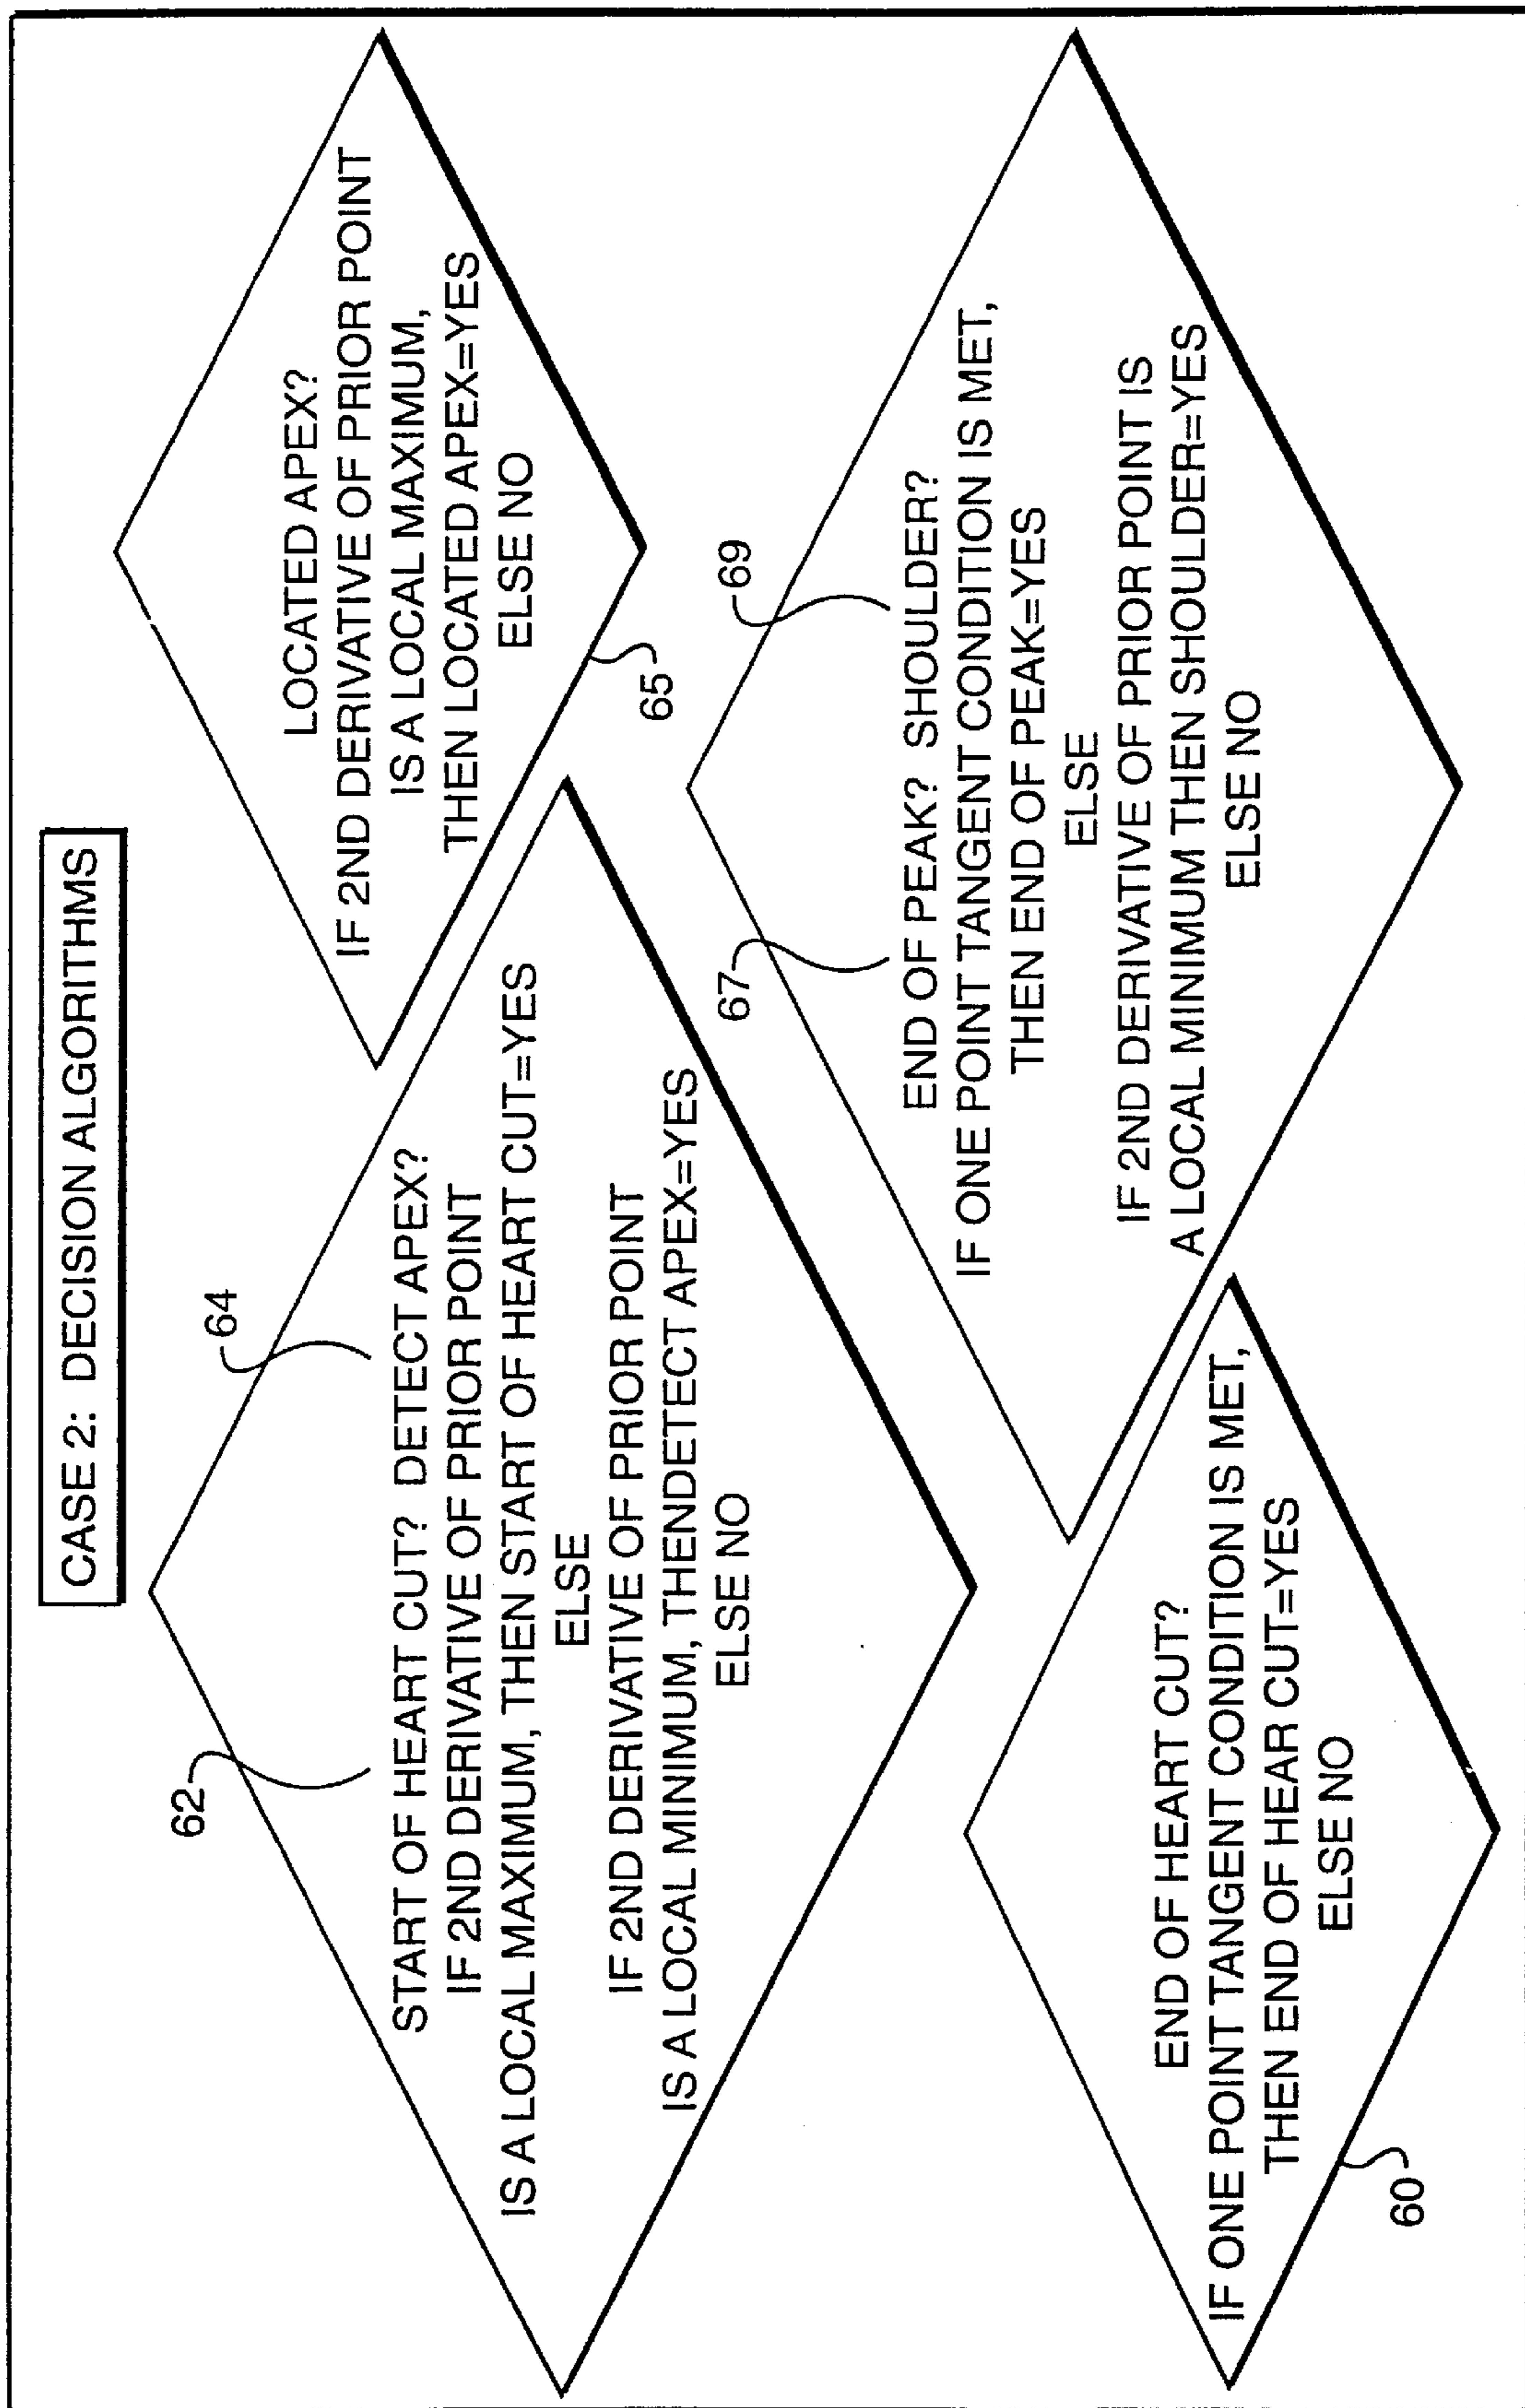 CASE 2: DECISION ALGORITHMS
62
64
START OF HEART CUT? DETECT APEX?
IF 2ND DERIVATIVE OF PRIOR POINT
IS A LOCAL MAXIMUM, THEN START OF HEART CUT=YES
ELSE
IF 2ND DERIVATIVE OF PRIOR POINT
IS A LOCAL MINIMUM, THENDETECT APEX=YES
ELSE NO
LOCATED APEX?
IF 2ND DERIVATIVE OF PRIOR POINT
IS A LOCAL MAXIMUM,
THEN LOCATED APEX=YES
ELSE NO
65
END OF HEART CUT?
IF ONE POINT TANGENT CONDITION IS MET,
THEN END OF HEAR CUT=YES
ELSE NO
60
67
69
END OF PEAK? SHOULDER?
IF ONE POINT TANGENT CONDITION IS MET,
THEN END OF PEAK=YES
ELSE
IF 2ND DERIVATIVE OF PRIOR POINT IS
A LOCAL MINIMUM THEN SHOULDER=YES
ELSE NO